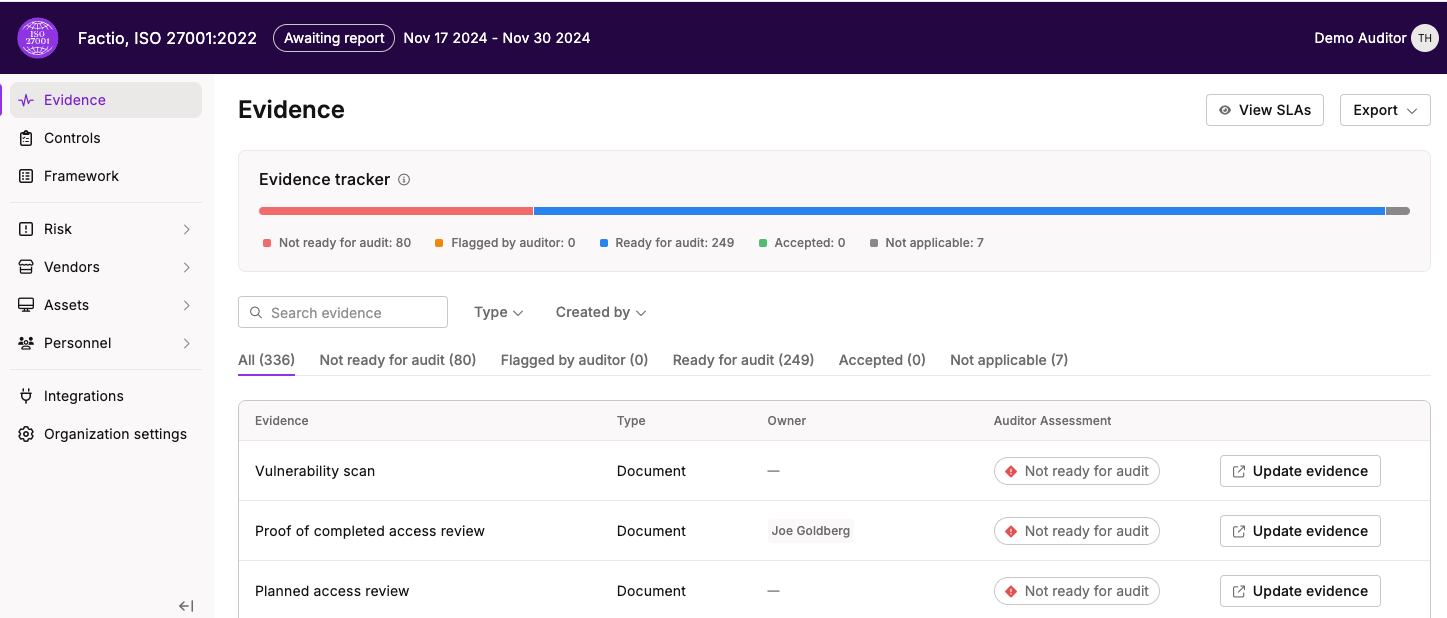 ISO
27001
Factio, ISO 27001:2022 Awaiting report Nov 17 2024 - Nov 30 2024 Demo Auditor TH
Evidence
Controls
Framework
Risk
Vendors
Assets
Personnel
Integrations
Organization settings
Evidence View SLAs Export
Evidence tracker
Not ready for audit: 80 Flagged by auditor: 0 Ready for audit: 249 Accepted: 0 Not applicable: 7
Search evidence Type Created by
All (336) Not ready for audit (80) Flagged by auditor (0) Ready for audit (249) Accepted (0) Not applicable (7)
Evidence Type Owner Auditor Assessment
Vulnerability scan Document — Not ready for audit Update evidence
Proof of completed access review Document Joe Goldberg Not ready for audit Update evidence
Planned access review Document — Not ready for audit Update evidence